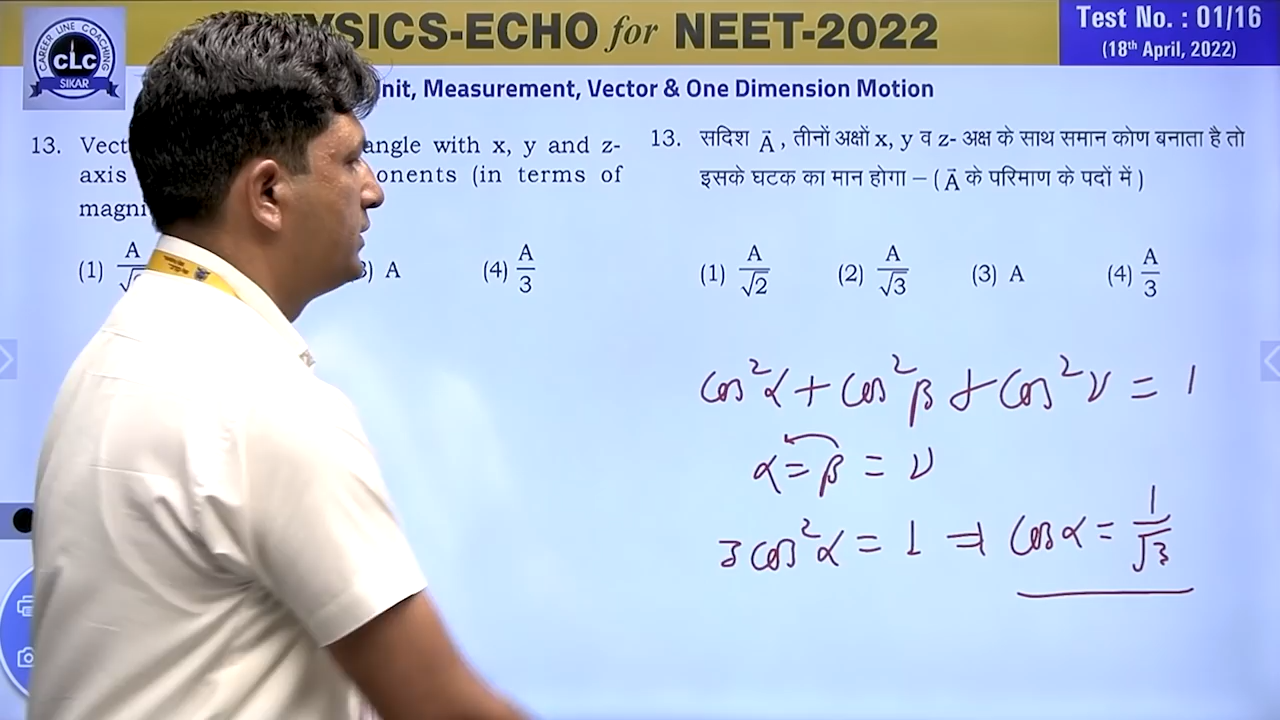 CAREER LINE COACHING
CLC
SIKAR
SICS-ECHO for NEET-2022
Test No. : 01/16
(18th April, 2022)
nit, Measurement, Vector & One Dimension Motion
13. Vect angle with x, y and z-
axis onents (in terms of
magni
(1) A/√ 3) A (4) A/3
13. सदिश A⃗, तीनों अक्षों x, y व z- अक्ष के साथ समान कोण बनाता है तो
इसके घटक का मान होगा – (A⃗ के परिमाण के पदों में)
(1) A/√2 (2) A/√3 (3) A (4) A/3
cos²α + cos²β + cos²ν = 1
α = β = ν
3cos²α = 1 ⇒ cosα = 1/√3